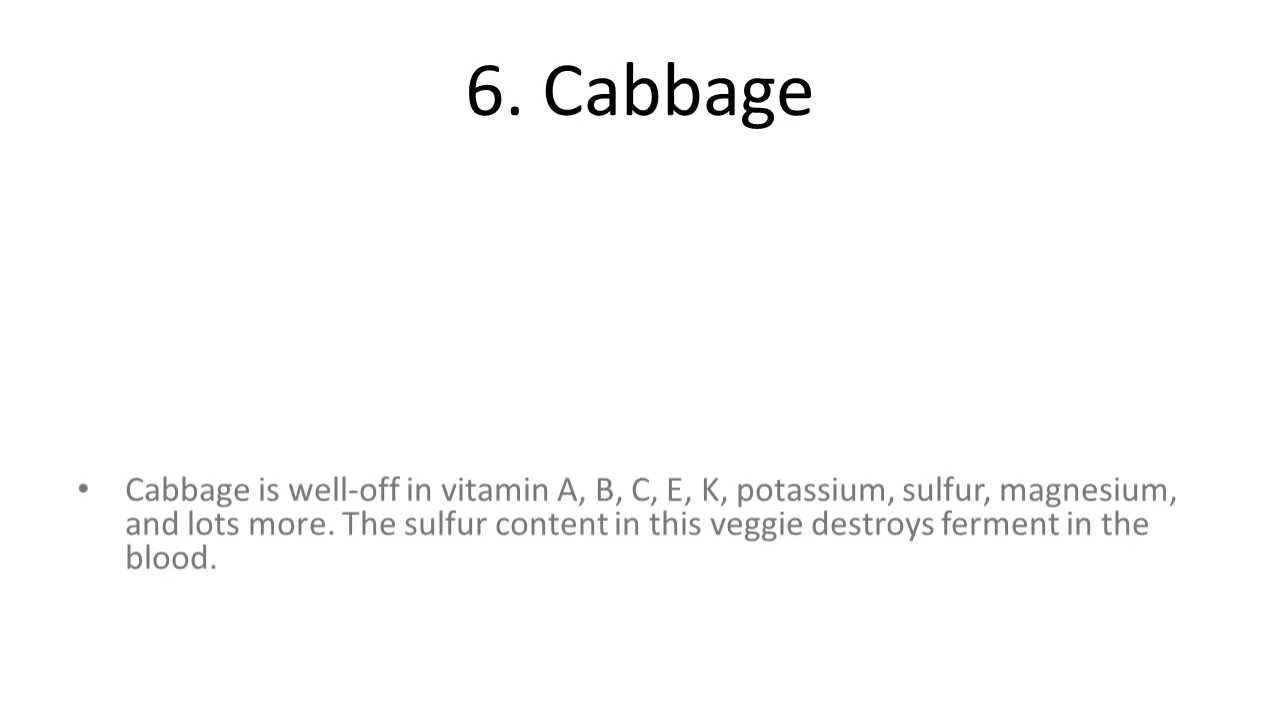 6. Cabbage
• Cabbage is well-off in vitamin A, B, C, E, K, potassium, sulfur, magnesium,
and lots more. The sulfur content in this veggie destroys ferment in the
blood.